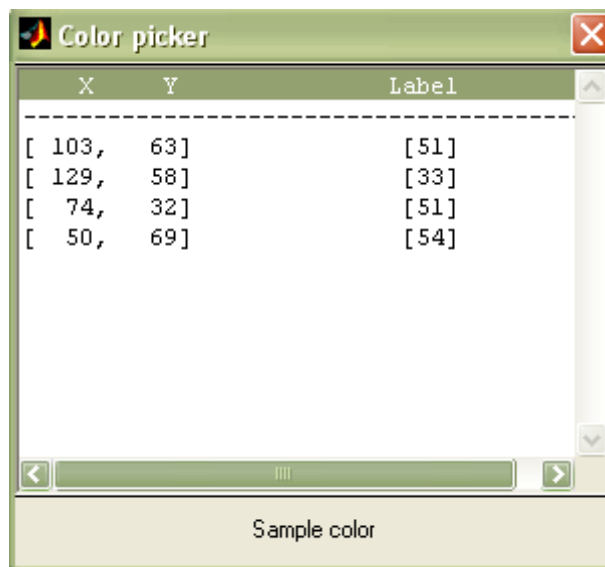 Color picker
X Y Label
----------------------------------------
[ 103, 63] [51]
[ 129, 58] [33]
[ 74, 32] [51]
[ 50, 69] [54]
Sample color